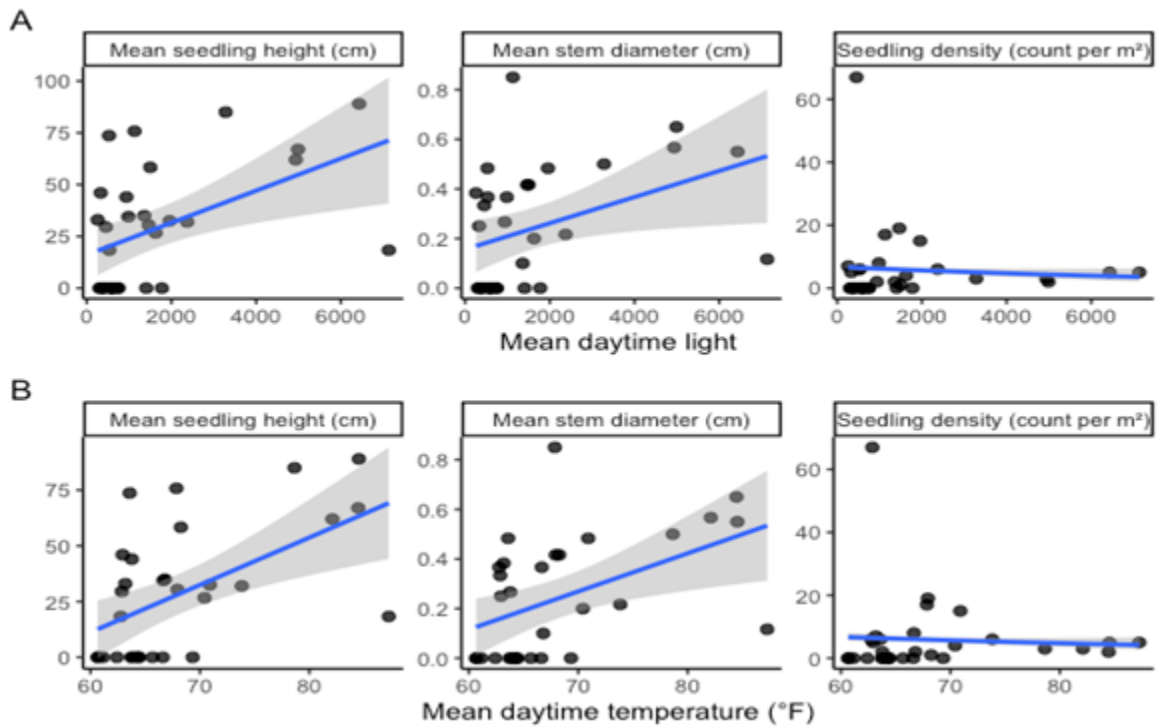 A
Mean seedling height (cm) Mean stem diameter (cm) Seedling density (count per m²)
100
75
50
25
0
0 2000 4000 6000
0.8
0.6
0.4
0.2
0.0
0 2000 4000 6000
60
40
20
0
0 2000 4000 6000
Mean daytime light
B
Mean seedling height (cm) Mean stem diameter (cm) Seedling density (count per m²)
75
50
25
0
60 70 80
0.8
0.6
0.4
0.2
0.0
60 70 80
60
40
20
0
60 70 80
Mean daytime temperature (°F)